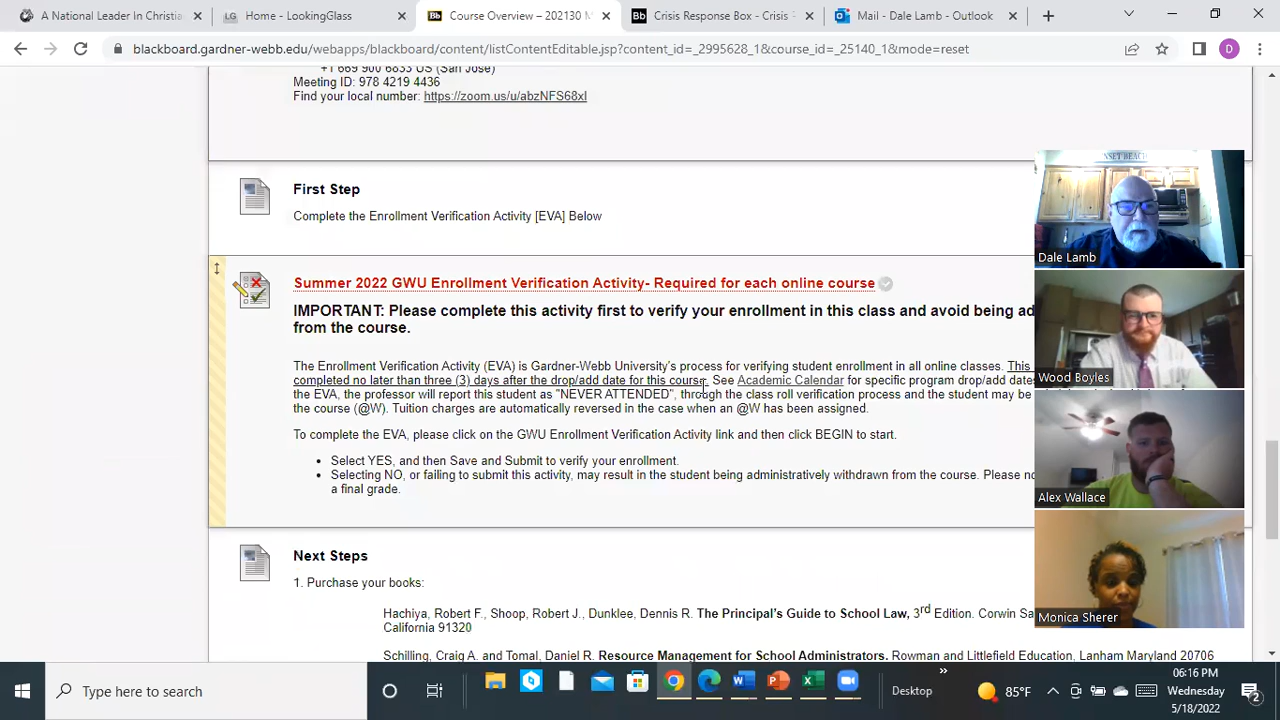 A National Leader in Christian
Home - LookingGlass
Course Overview – 202130 M
Crisis Response Box - Crisis
Mail - Dale Lamb - Outlook
blackboard.gardner-webb.edu/webapps/blackboard/content/listContentEditable.jsp?content_id=_2995628_1&course_id=_25140_1&mode=reset
D
+1 669 900 6833 US (San Jose)
Meeting ID: 978 4219 4436
Find your local number: https://zoom.us/u/abzNFS68xl
First Step
Complete the Enrollment Verification Activity [EVA] Below
Summer 2022 GWU Enrollment Verification Activity- Required for each online course
IMPORTANT: Please complete this activity first to verify your enrollment in this class and avoid being ad
from the course.
The Enrollment Verification Activity (EVA) is Gardner-Webb University's process for verifying student enrollment in all online classes. This
completed no later than three (3) days after the drop/add date for this course. See Academic Calendar for specific program drop/add dates
the EVA, the professor will report this student as "NEVER ATTENDED", through the class roll verification process and the student may be
the course (@W). Tuition charges are automatically reversed in the case when an @W has been assigned.
To complete the EVA, please click on the GWU Enrollment Verification Activity link and then click BEGIN to start.
• Select YES, and then Save and Submit to verify your enrollment.
• Selecting NO, or failing to submit this activity, may result in the student being administratively withdrawn from the course. Please no
a final grade.
Next Steps
1. Purchase your books:
Hachiya, Robert F., Shoop, Robert J., Dunklee, Dennis R. The Principal's Guide to School Law, 3rd Edition. Corwin Sa
California 91320
Schilling, Craig A. and Tomal, Daniel R. Resource Management for School Administrators. Rowman and Littlefield Education, Lanham Maryland 20706
NSET BEACH
Dale Lamb
Wood Boyles
Alex Wallace
Monica Sherer
Type here to search
Desktop
85°F
06:16 PM
Wednesday
5/18/2022
2